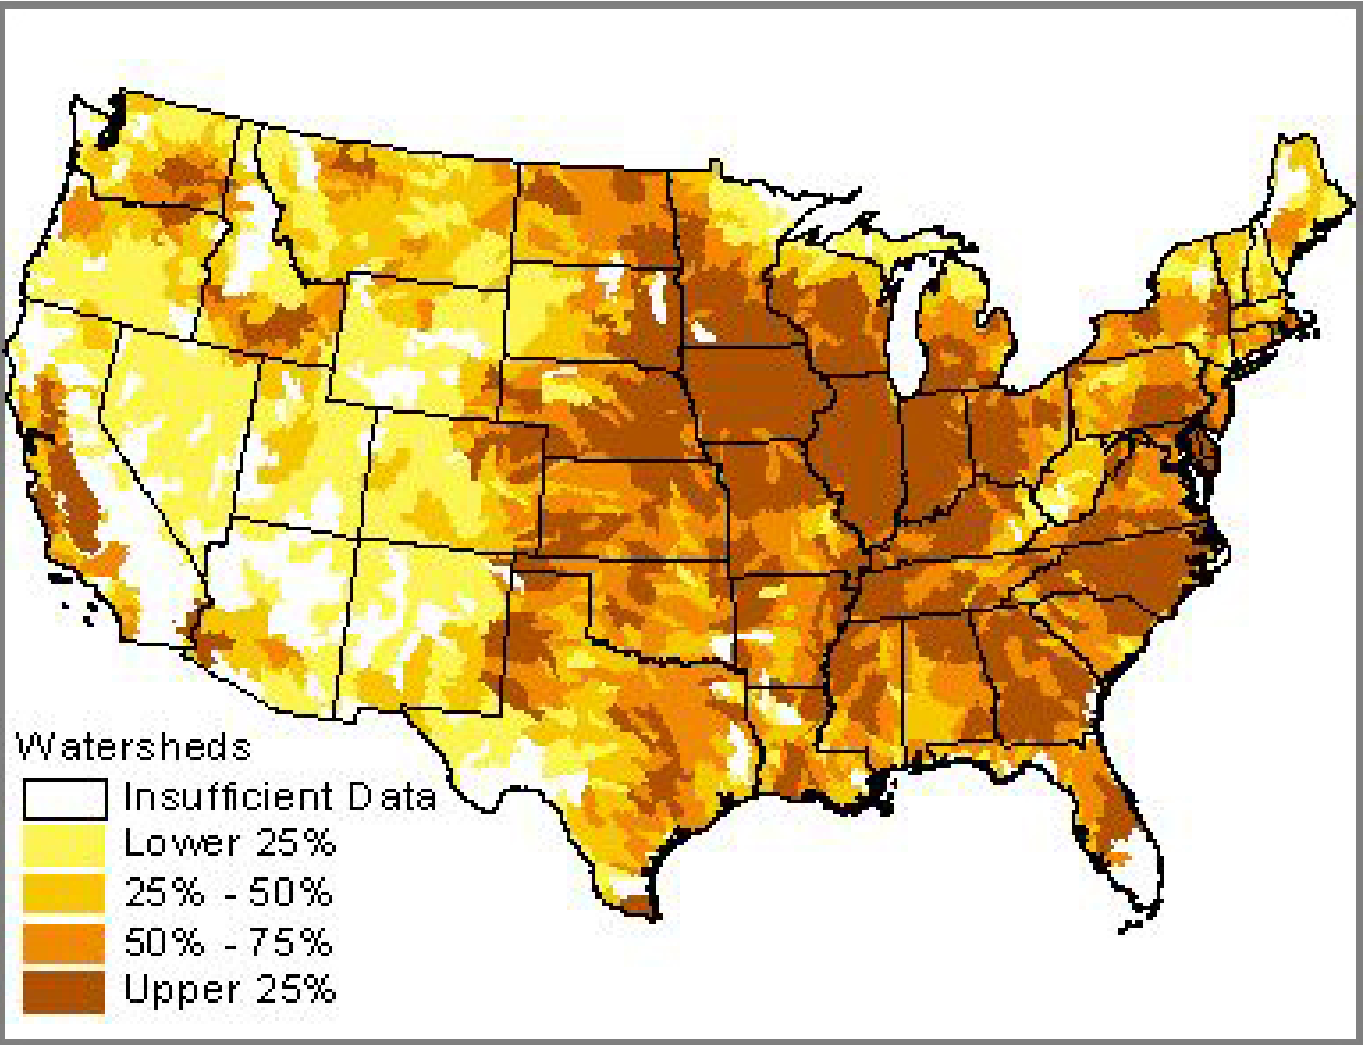 Watersheds
Insufficient Data
Lower 25%
25% - 50%
50% - 75%
Upper 25%